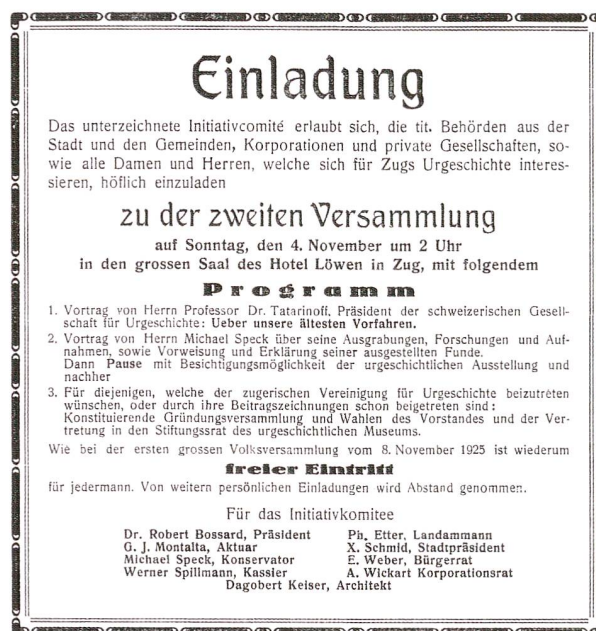 Einladung
Das unterzeichnete Initiativcomité erlaubt sich, die tit. Behörden aus der
Stadt und den Gemeinden, Korporationen und private Gesellschaften, so-
wie alle Damen und Herren, welche sich für Zugs Urgeschichte interes-
sieren, höflich einzuladen
zu der zweiten Versammlung
auf Sonntag, den 4. November um 2 Uhr
in den grossen Saal des Hotel Löwen in Zug, mit folgendem
Programm
1. Vortrag von Herrn Professor Dr. Tatarinoff, Präsident der schweizerischen Gesell-
schaft für Urgeschichte: Ueber unsere ältesten Vorfahren.
2. Vortrag von Herrn Michael Speck über seine Ausgrabungen, Forschungen und Auf-
nahmen, sowie Vorweisung und Erklärung seiner ausgestellten Funde.
Dann Pause mit Besichtigungsmöglichkeit der urgeschichtlichen Ausstellung und
nachher
3. Für diejenigen, welche der zugerischen Vereinigung für Urgeschichte beizutreten
wünschen, oder durch ihre Beitragszeichnungen schon beigetreten sind:
Konstituierende Gründungsversammlung und Wahlen des Vorstandes und der Ver-
tretung in den Stiftungssrat des urgeschichtlichen Museums.
Wie bei der ersten grossen Volksversammlung vom 8. November 1925 ist wiederum
freier Eintritt
für jedermann. Von weitern persönlichen Einladungen wird Abstand genommen.
Für das Initiativkomitee
Dr. Robert Bossard, Präsident Ph. Etter, Landammann
G. J. Montalta, Aktuar X. Schmid, Stadtpräsident
Michael Speck, Konservator E. Weber, Bürgerrat
Werner Spillmann, Kassier A. Wickart Korporationsrat
Dagobert Keiser, Architekt